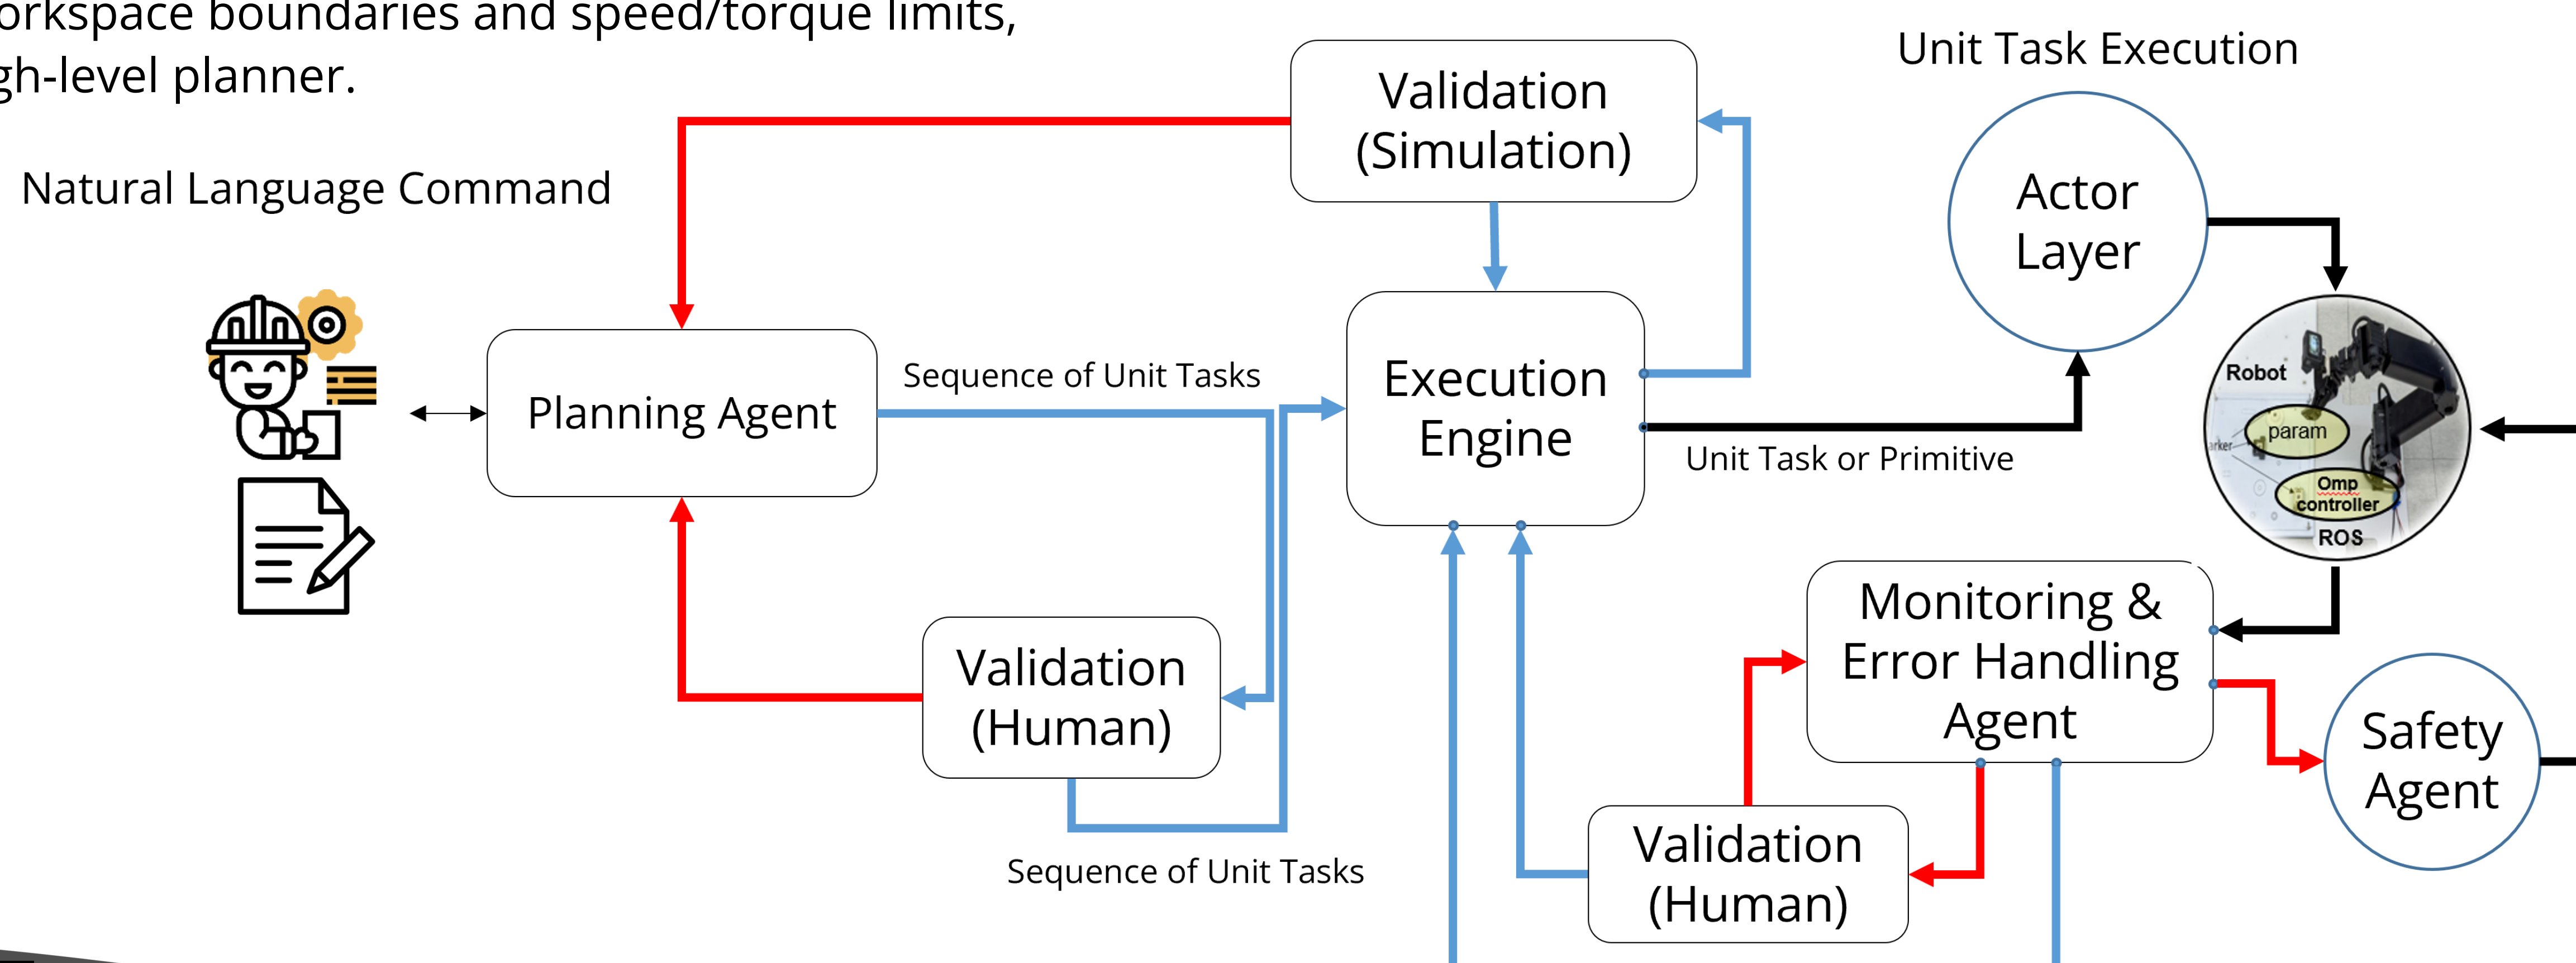 orkspace boundaries and speed/torque limits,
gh-level planner.
Unit Task Execution
Natural Language Command
Validation
(Simulation)
Actor
Layer
Planning Agent
Sequence of Unit Tasks
Execution
Engine
Unit Task or Primitive
Robot
param
arker
Omp
controller
ROS
Validation
(Human)
Sequence of Unit Tasks
Monitoring &
Error Handling
Agent
Safety
Agent
Validation
(Human)